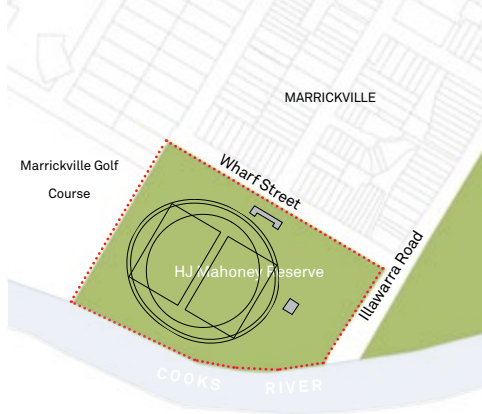 MARRICKVILLE
Marrickville Golf
Course
Wharf Street
HJ Mahoney Reserve
Illawarra Road
COOKS RIVER